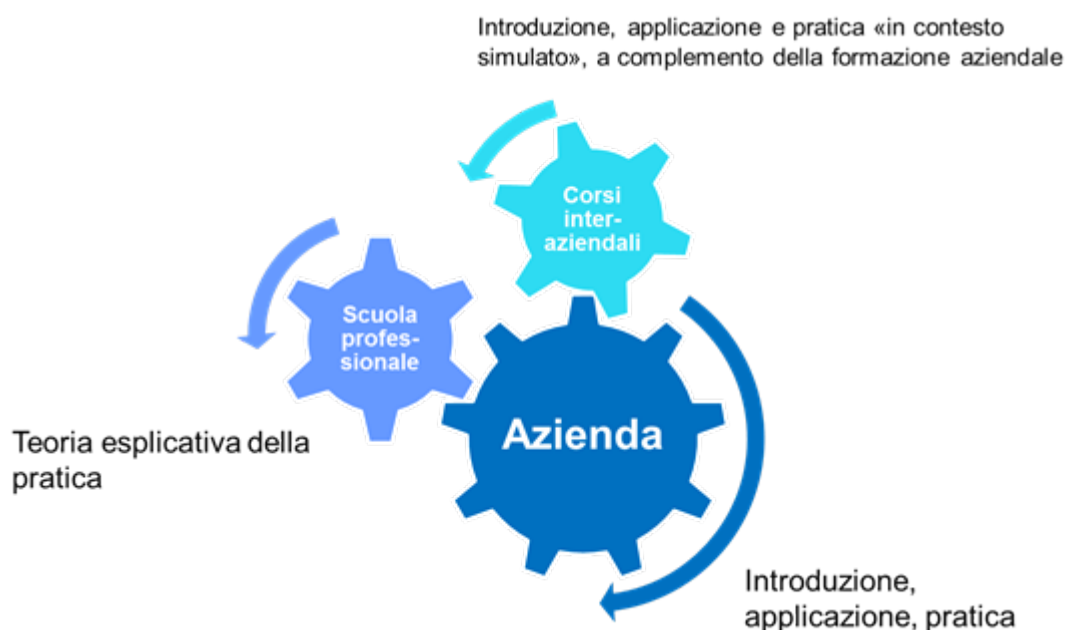 Introduzione, applicazione e pratica «in contesto
simulato», a complemento della formazione aziendale
Corsi
inter-
aziendali
Scuola
profes-
sionale
Azienda
Teoria esplicativa della
pratica
Introduzione,
applicazione, pratica